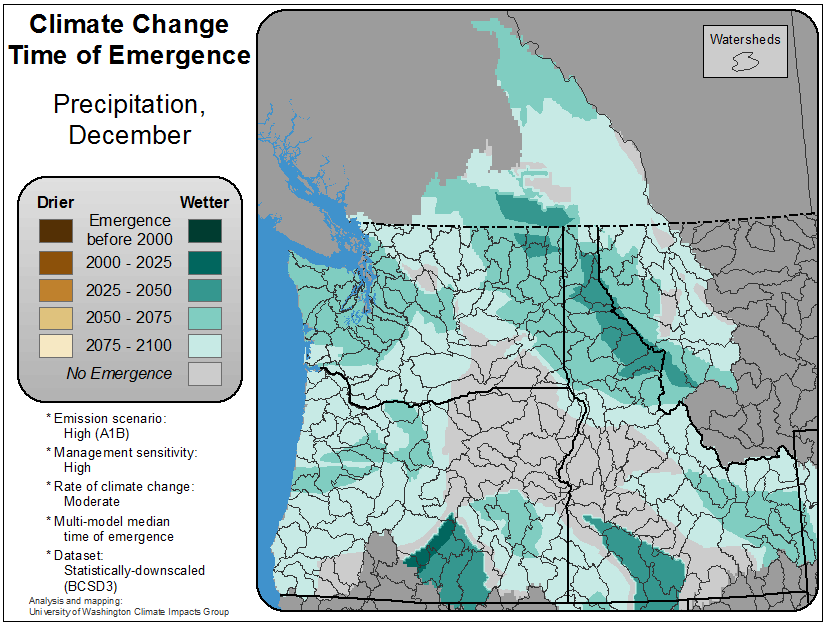 Climate Change
Time of Emergence
Precipitation,
December
Drier
Wetter
Emergence
before 2000
2000 - 2025
2025 - 2050
2050 - 2075
2075 - 2100
No Emergence
* Emission scenario:
High (A1B)
* Management sensitivity:
High
* Rate of climate change:
Moderate
* Multi-model median
time of emergence
* Dataset:
Statistically-downscaled
(BCSD3)
Analysis and mapping:
University of Washington Climate Impacts Group
Watersheds